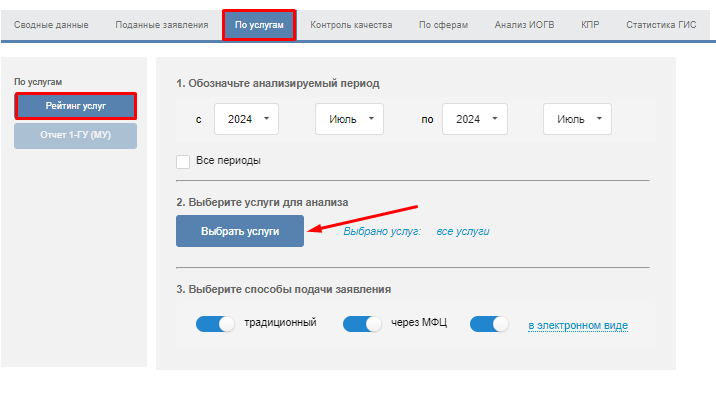 Сводные данные Поданные заявления По услугам Контроль качества По сферам Анализ ИОГВ КПР Статистика ГИС
По услугам
Рейтинг услуг
Отчет 1-ГУ (МУ)
1. Обозначьте анализируемый период
с 2024 Июль по 2024 Июль
Все периоды
2. Выберите услуги для анализа
Выбрать услуги Выбрано услуг: все услуги
3. Выберите способы подачи заявления
традиционный через МФЦ в электронном виде